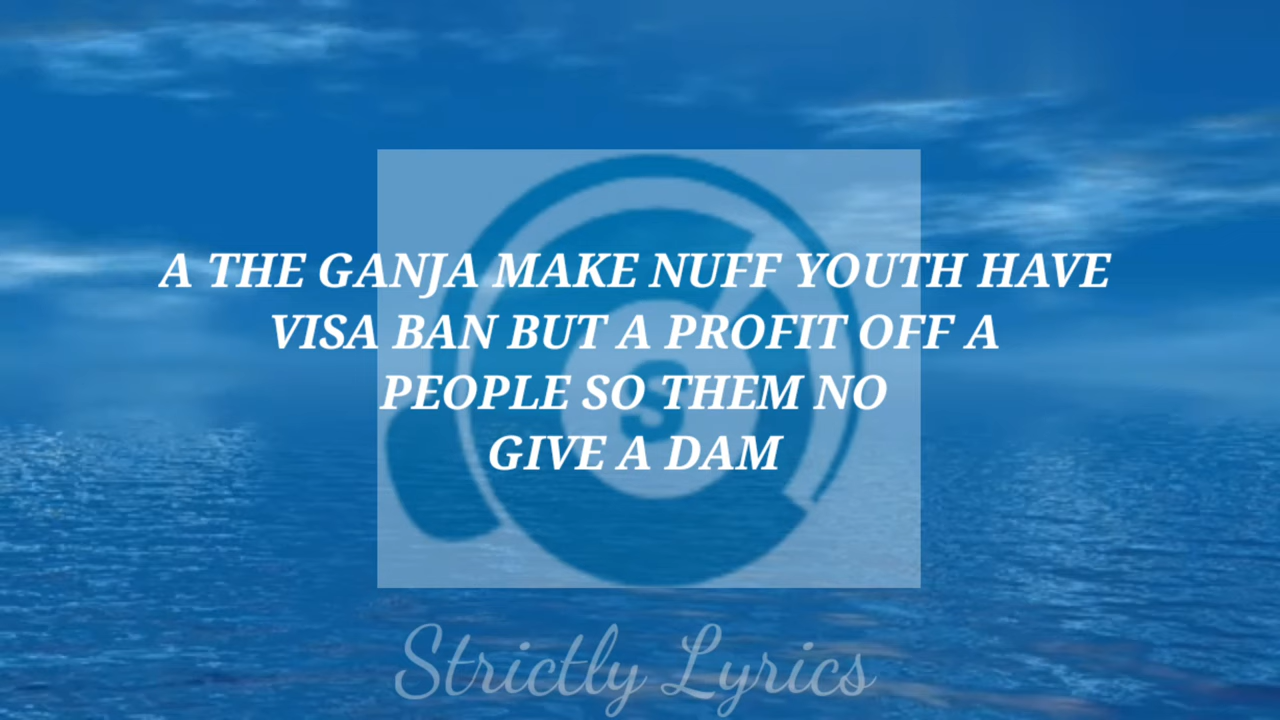 A THE GANJA MAKE NUFF YOUTH HAVE
VISA BAN BUT A PROFIT OFF A
PEOPLE SO THEM NO
GIVE A DAM
S
Strictly Lyrics